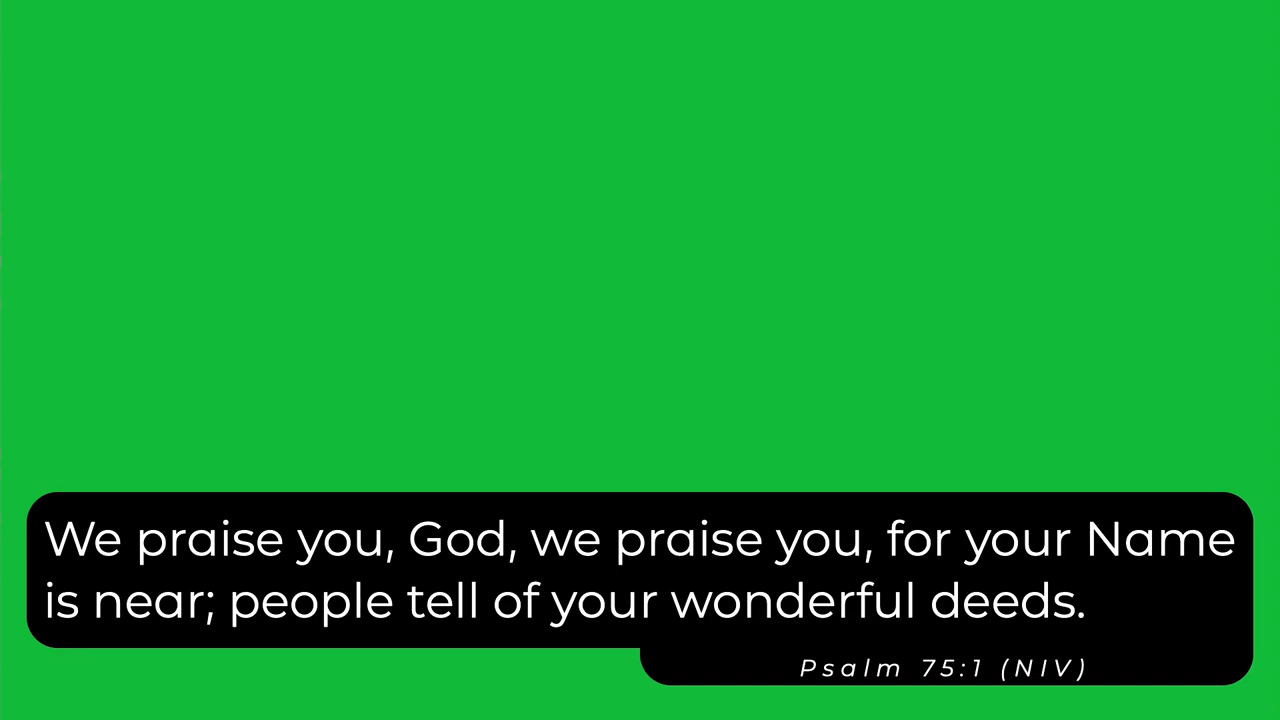 We praise you, God, we praise you, for your Name
is near; people tell of your wonderful deeds.
Psalm 75:1 (NIV)